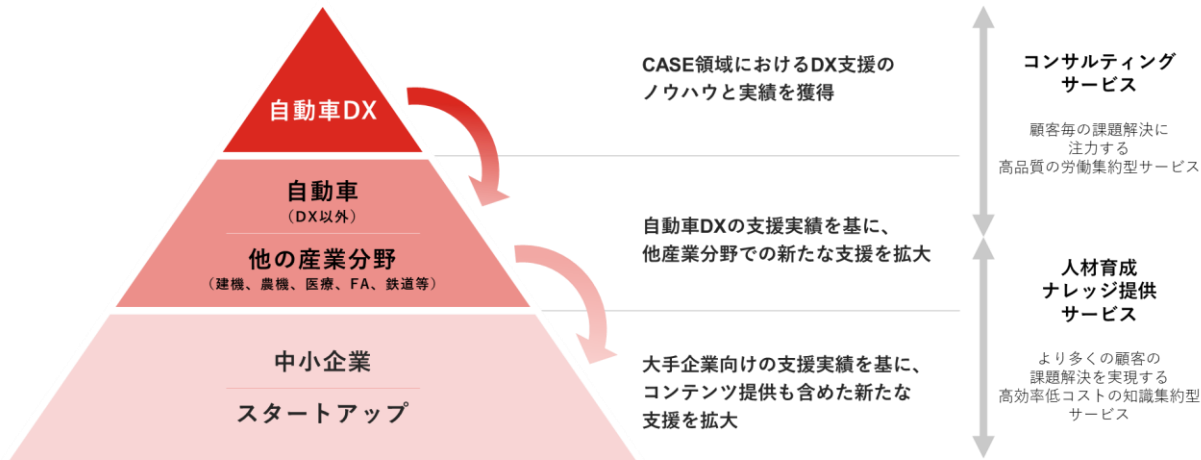 自動車DX
自動車
（DX以外）
他の産業分野
（建機、農機、医療、FA、鉄道等）
中小企業
スタートアップ
CASE領域におけるDX支援の
ノウハウと実績を獲得
自動車DXの支援実績を基に、
他産業分野での新たな支援を拡大
大手企業向けの支援実績を基に、
コンテンツ提供も含めた新たな
支援を拡大
コンサルティング
サービス
顧客毎の課題解決に
注力する
高品質の労働集約型サービス
人材育成
ナレッジ提供
サービス
より多くの顧客の
課題解決を実現する
高効率低コストの知識集約型
サービス